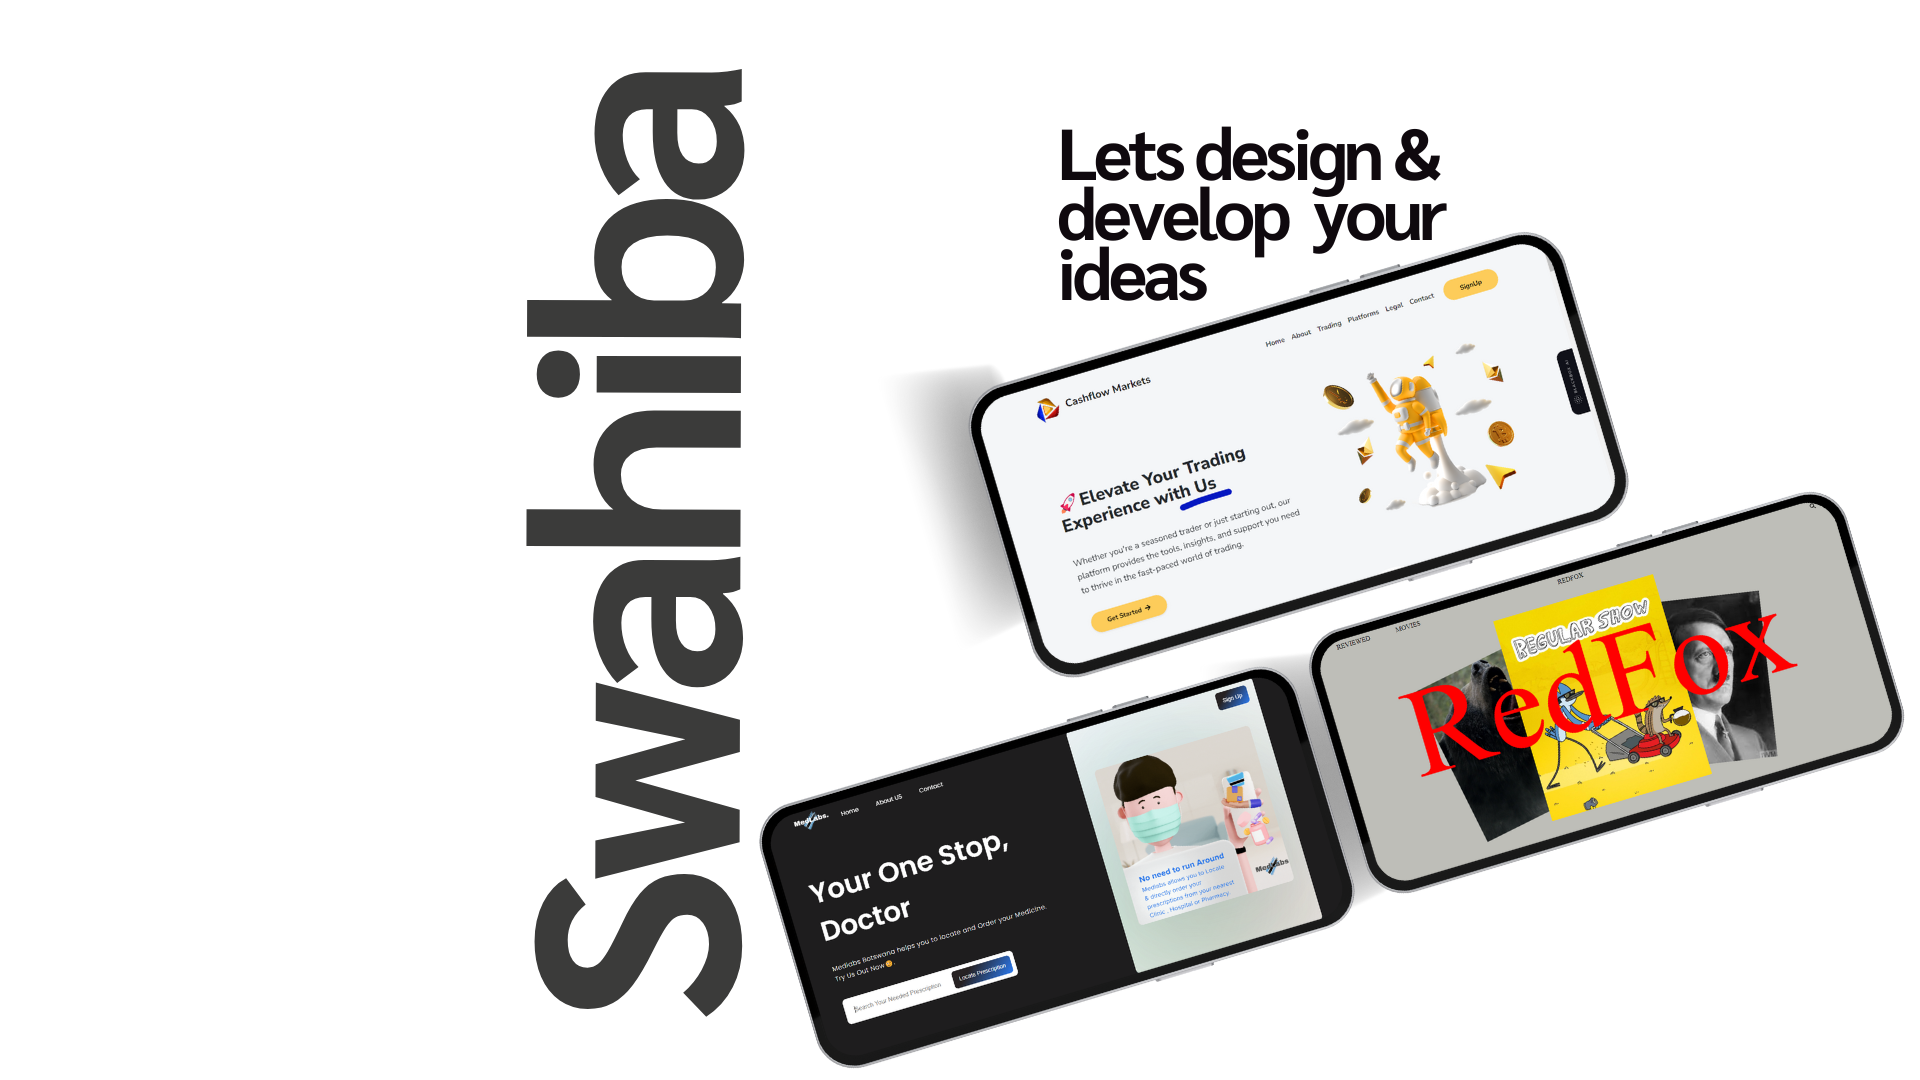 Swahiba
Lets design &
develop your
ideas
Cashflow Markets
Home About Trading Platforms Legal Contact SignUp
🚀Elevate Your Trading
Experience with Us
Whether you're a seasoned trader or just starting out, our
platform provides the tools, insights, and support you need
to thrive in the fast-paced world of trading.
Get Started →
REVIEWED MOVIES REDFOX
REGULAR SHOW
RedFox
MedLabs.
Home About US Contact
Sign Up
Your One Stop,
Doctor
Medlabs Botswana helps you to locate and Order your Medicine.
Try Us Out Now
Search Your Needed Prescription
Locate Prescription
No need to run Around
Medlabs allows you to Locate
& directly order your
prescriptions from your nearest
Clinic , Hospital or Pharmacy
Medlabs